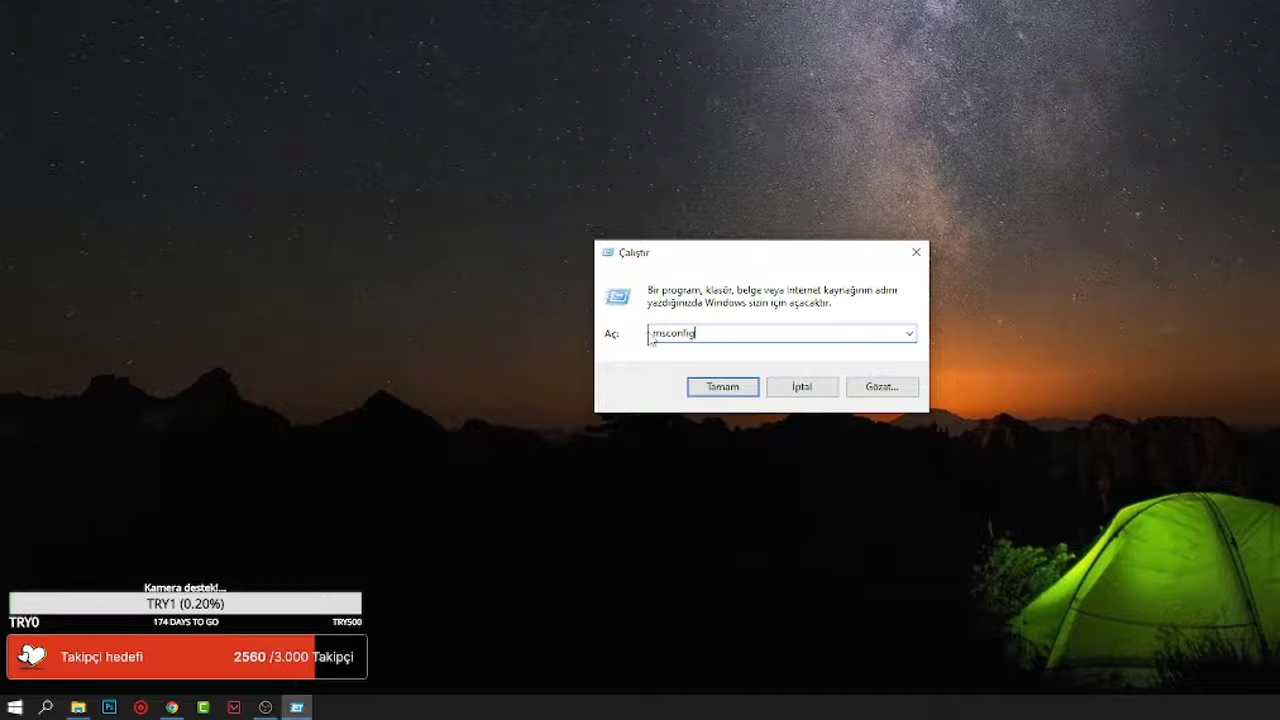 Çalıştır
Bir program, klasör, belge veya Internet kaynağının adını
yazdığınızda Windows sizin için açacaktır.
Aç:
msconfig
Tamam
İptal
Gözat...
Kamera destek!...
TRY1 (0.20%)
TRY0
174 DAYS TO GO
TRY500
Takipçi hedefi
2560 /3.000 Takipçi
Ps